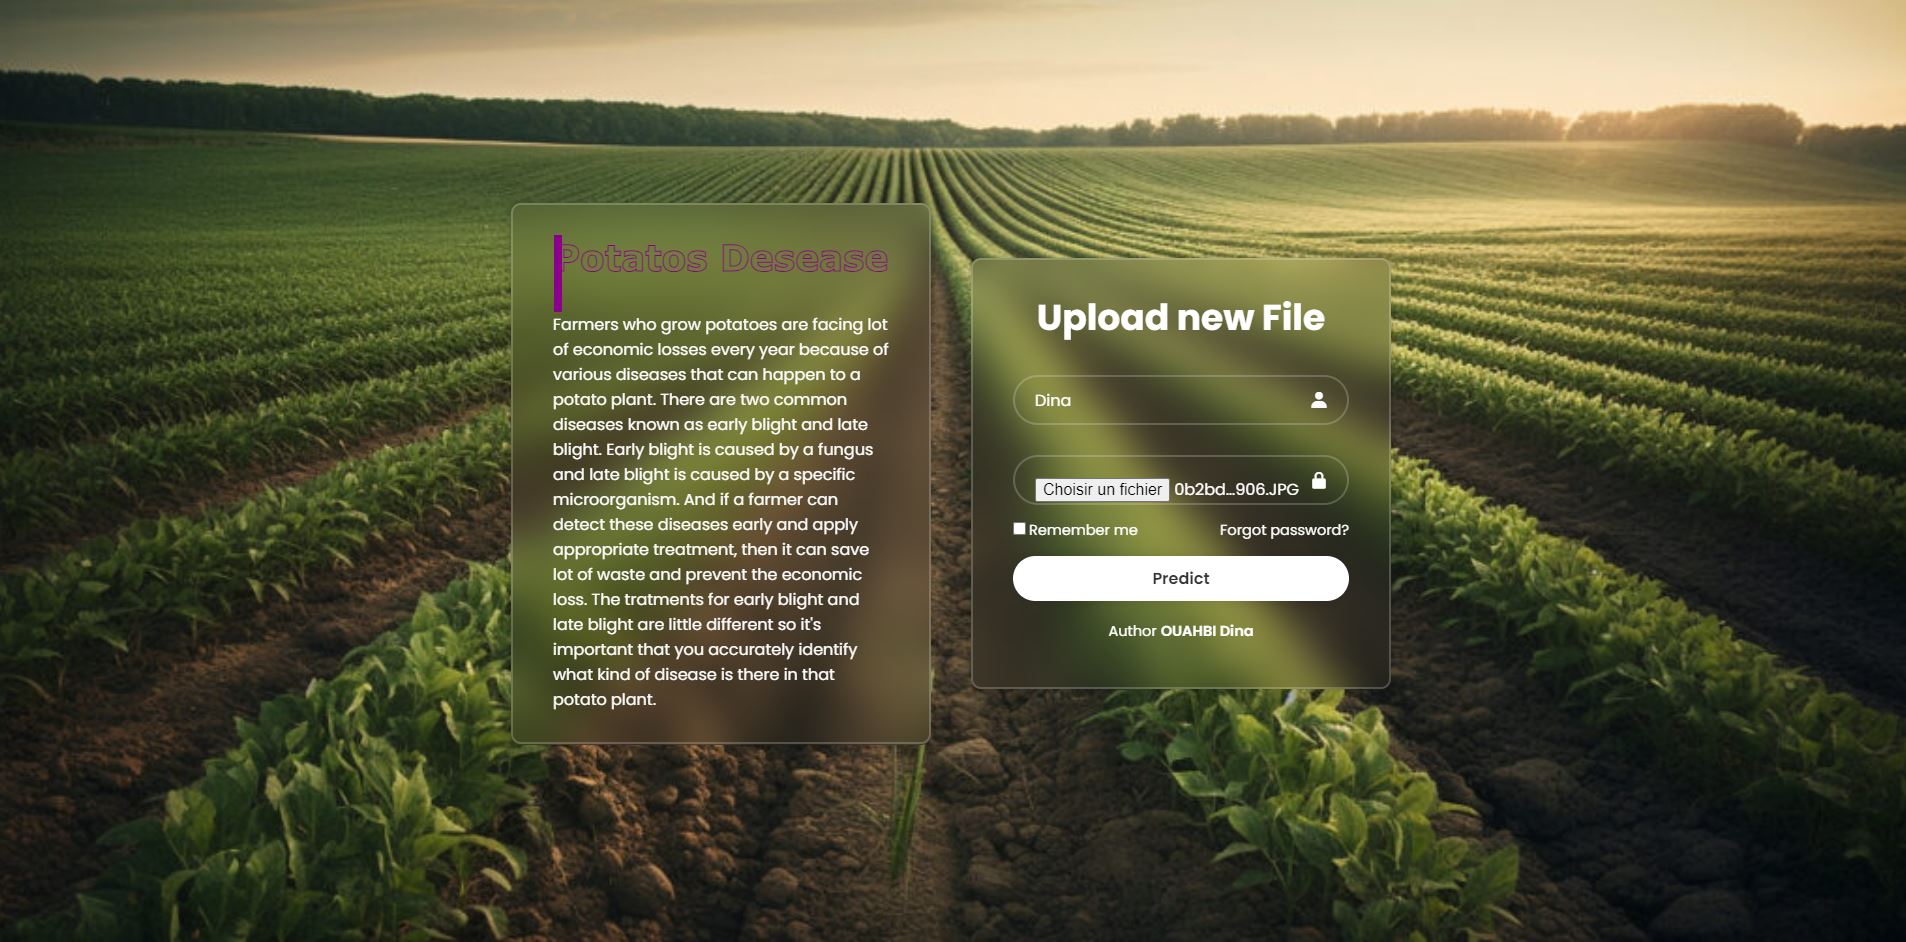 Potatos Desease
Farmers who grow potatoes are facing lot
of economic losses every year because of
various diseases that can happen to a
potato plant. There are two common
diseases known as early blight and late
blight. Early blight is caused by a fungus
and late blight is caused by a specific
microorganism. And if a farmer can
detect these diseases early and apply
appropriate treatment, then it can save
lot of waste and prevent the economic
loss. The tratments for early blight and
late blight are little different so it's
important that you accurately identify
what kind of disease is there in that
potato plant.
Upload new File
Dina
Choisir un fichier 0b2bd...906.JPG
Remember me Forgot password?
Predict
Author OUAHBI Dina